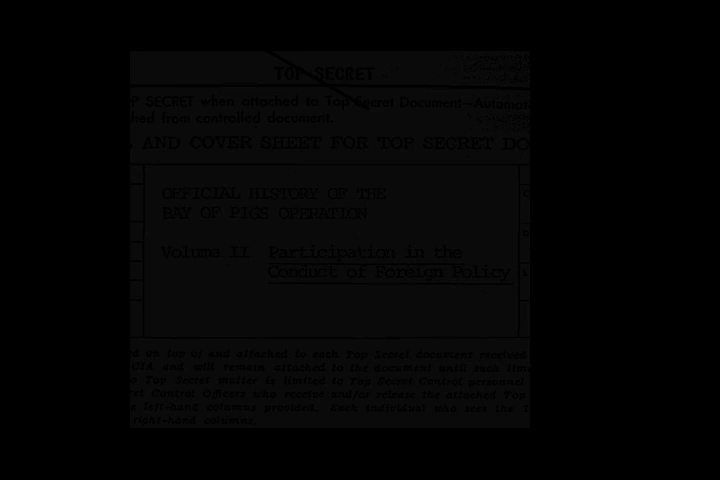 TOP SECRET
P SECRET when attached to Top Secret Document—Automat
hed from controlled document.
AND COVER SHEET FOR TOP SECRET DO
OFFICIAL HISTORY OF THE
BAY OF PIGS OPERATION
Volume II Participation in the
Conduct of Foreign Policy
d on top of and attached to each Top Secret document received
CIA and will remain attached to the document until such time
o Top Secret matter is limited to Top Secret Control personnel
ret Control Officers who receive and/or release the attached Top
left-hand columns provided. Each individual who sees the T
right-hand columns.